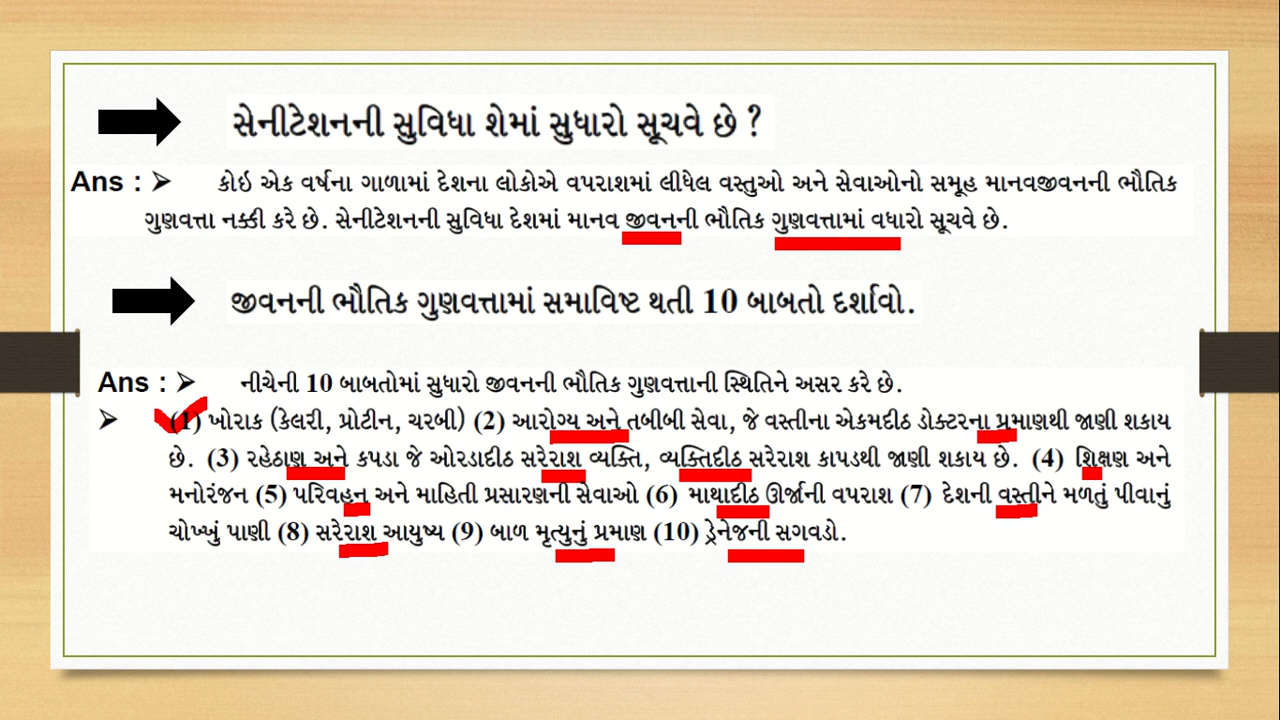 સેનીટેશનની સુવિધા શેમાં સુધારો સૂચવે છે ?
Ans : ➢ કોઇ એક વર્ષના ગાળામાં દેશના લોકોએ વપરાશમાં લીધેલ વસ્તુઓ અને સેવાઓનો સમૂહ માનવજીવનની ભૌતિક
ગુણવત્તા નક્કી કરે છે. સેનીટેશનની સુવિધા દેશમાં માનવ જીવનની ભૌતિક ગુણવત્તામાં વધારો સૂચવે છે.
જીવનની ભૌતિક ગુણવત્તામાં સમાવિષ્ટ થતી 10 બાબતો દર્શાવો.
Ans : ➢ નીચેની 10 બાબતોમાં સુધારો જીવનની ભૌતિક ગુણવત્તાની સ્થિતિને અસર કરે છે.
➢ (1) ખોરાક (કેલરી, પ્રોટીન, ચરબી) (2) આરોગ્ય અને તબીબી સેવા, જે વસ્તીના એકમદીઠ ડોક્ટરના પ્રમાણથી જાણી શકાય
છે. (3) રહેઠાણ અને કપડા જે ઓરડાદીઠ સરેરાશ વ્યક્તિ, વ્યક્તિદીઠ સરેરાશ કાપડથી જાણી શકાય છે. (4) શિક્ષણ અને
મનોરંજન (5) પરિવહન અને માહિતી પ્રસારણની સેવાઓ (6) માથાદીઠ ઊર્જાની વપરાશ (7) દેશની વસ્તીને મળતું પીવાનું
ચોખ્ખું પાણી (8) સરેરાશ આયુષ્ય (9) બાળ મૃત્યુનું પ્રમાણ (10) ડ્રેનેજની સગવડો.